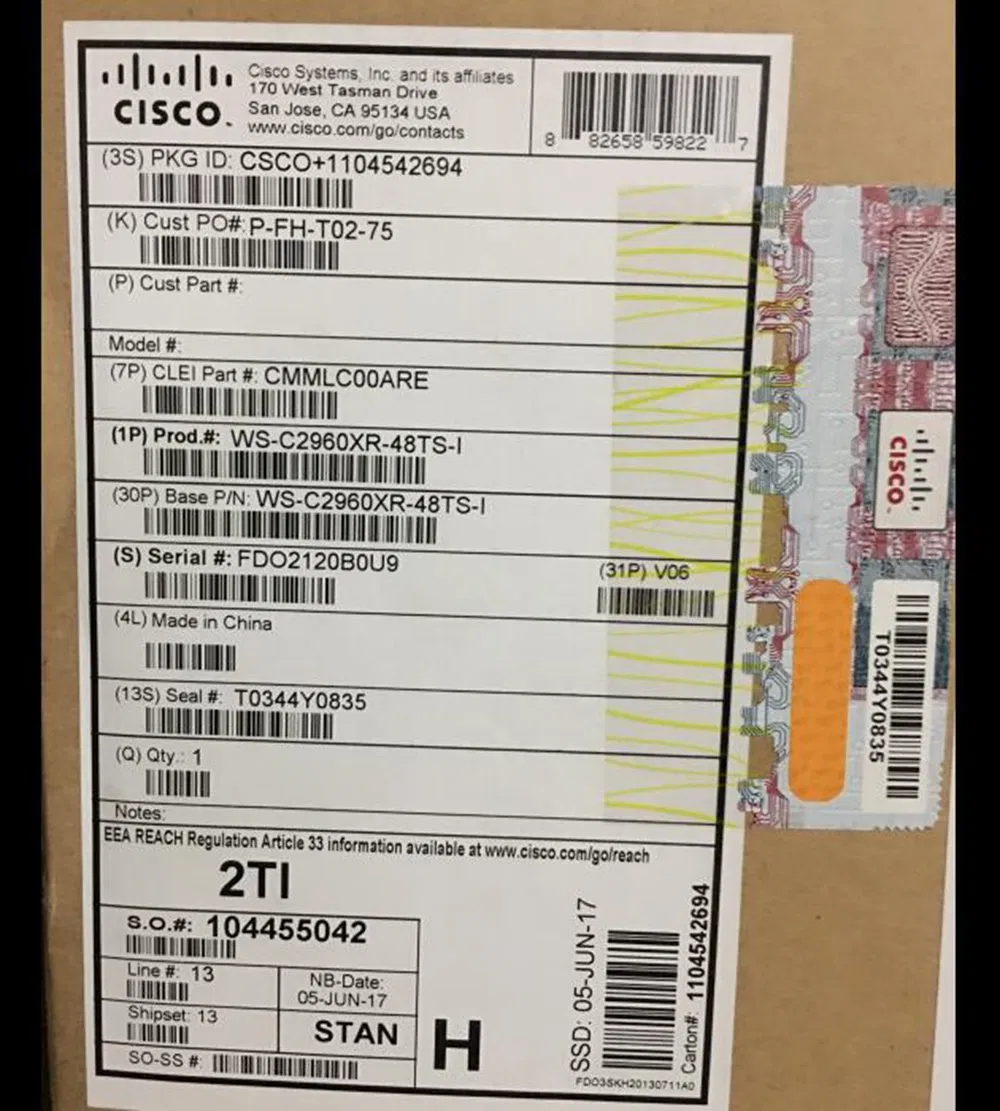 CISCO
Cisco Systems, Inc. and its affiliates
170 West Tasman Drive
San Jose, CA 95134 USA
www.cisco.com/go/contacts
8 82658 59822 7
(3S) PKG ID: CSCO+1104542694
(K) Cust PO#: P-FH-T02-75
(P) Cust Part #:
Model #:
(7P) CLEI Part #: CMMLC00ARE
(1P) Prod.#: WS-C2960XR-48TS-I
(30P) Base P/N: WS-C2960XR-48TS-I
(S) Serial #: FDO2120B0U9
(31P) V06
(4L) Made in China
(13S) Seal #: T0344Y0835
(Q) Qty.: 1
Notes:
EEA REACH Regulation Article 33 information available at www.cisco.com/go/reach
2TI
S.O.#: 104455042
Line #: 13
NB-Date:
05-JUN-17
Shipset: 13
STAN
SO-SS #:
H
SSD: 05-JUN-17
Carton#: 1104542694
FDO3SKH20130711A0
CISCO
T0344Y0835